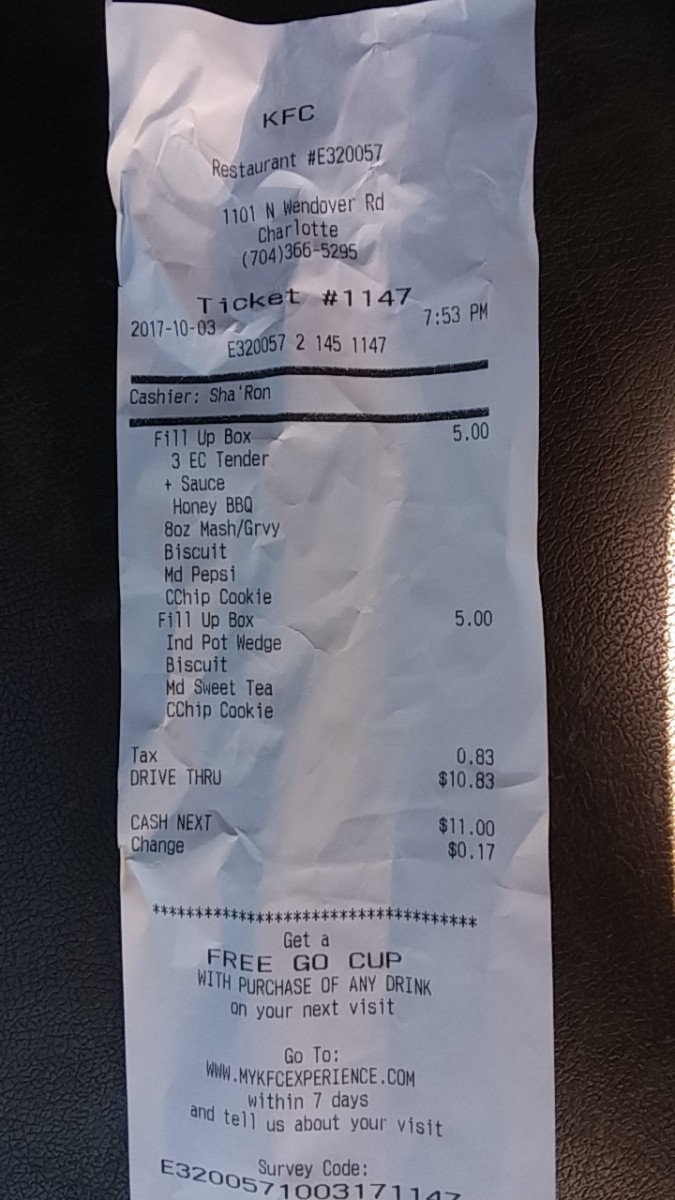 KFC
Restaurant #E320057
1101 N Wendover Rd
Charlotte
(704)366-5295
Ticket #1147
2017-10-03 7:53 PM
E320057 2 145 1147
Cashier: Sha'Ron
Fill Up Box 5.00
3 EC Tender
+ Sauce
Honey BBQ
8oz Mash/Grvy
Biscuit
Md Pepsi
CChip Cookie
Fill Up Box 5.00
Ind Pot Wedge
Biscuit
Md Sweet Tea
CChip Cookie
Tax 0.83
DRIVE THRU $10.83
CASH NEXT $11.00
Change $0.17
**************************************
Get a
FREE GO CUP
WITH PURCHASE OF ANY DRINK
on your next visit
Go To:
WWW.MYKFCEXPERIENCE.COM
within 7 days
and tell us about your visit
Survey Code:
E3200571003171147